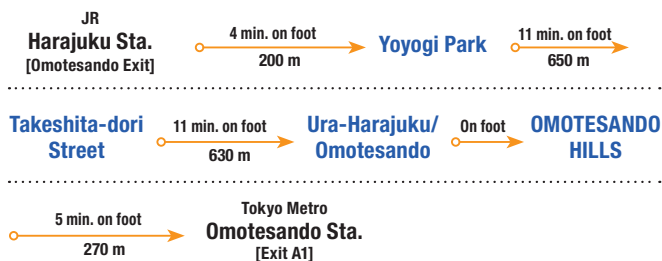 JR
Harajuku Sta.
[Omotesando Exit]
4 min. on foot
200 m
Yoyogi Park
11 min. on foot
650 m
Takeshita-dori
Street
11 min. on foot
630 m
Ura-Harajuku/
Omotesando
On foot
OMOTESANDO
HILLS
5 min. on foot
270 m
Tokyo Metro
Omotesando Sta.
[Exit A1]